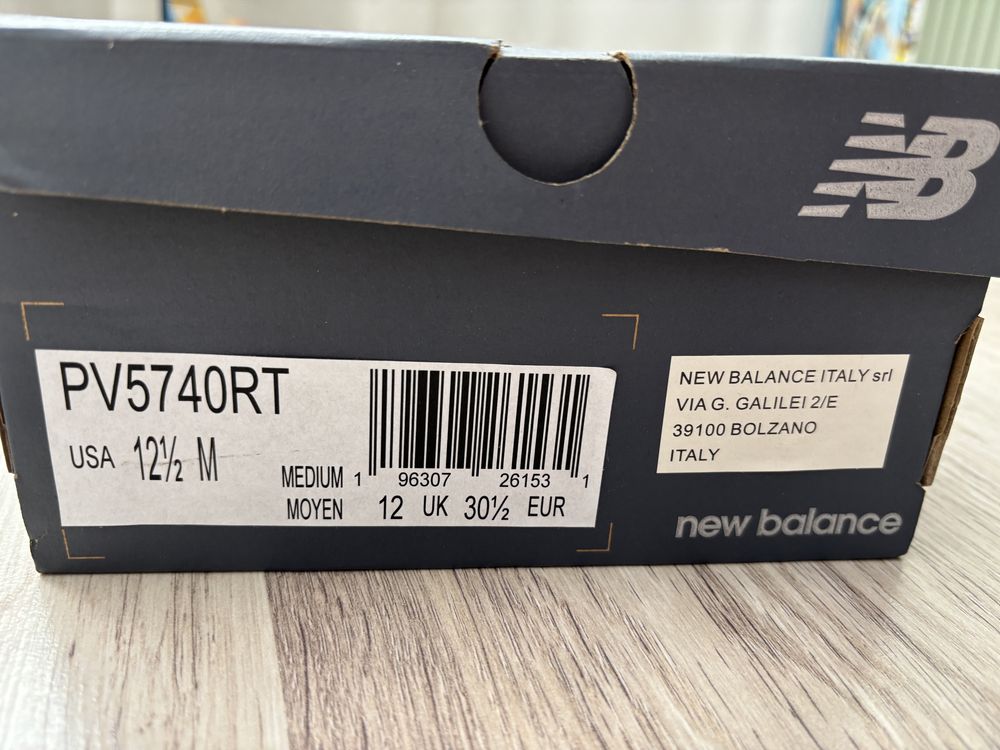 NB
PV5740RT
USA 12½ M
MEDIUM 1 96307 26153 1
MOYEN 12 UK 30½ EUR
NEW BALANCE ITALY srl
VIA G. GALILEI 2/E
39100 BOLZANO
ITALY
new balance